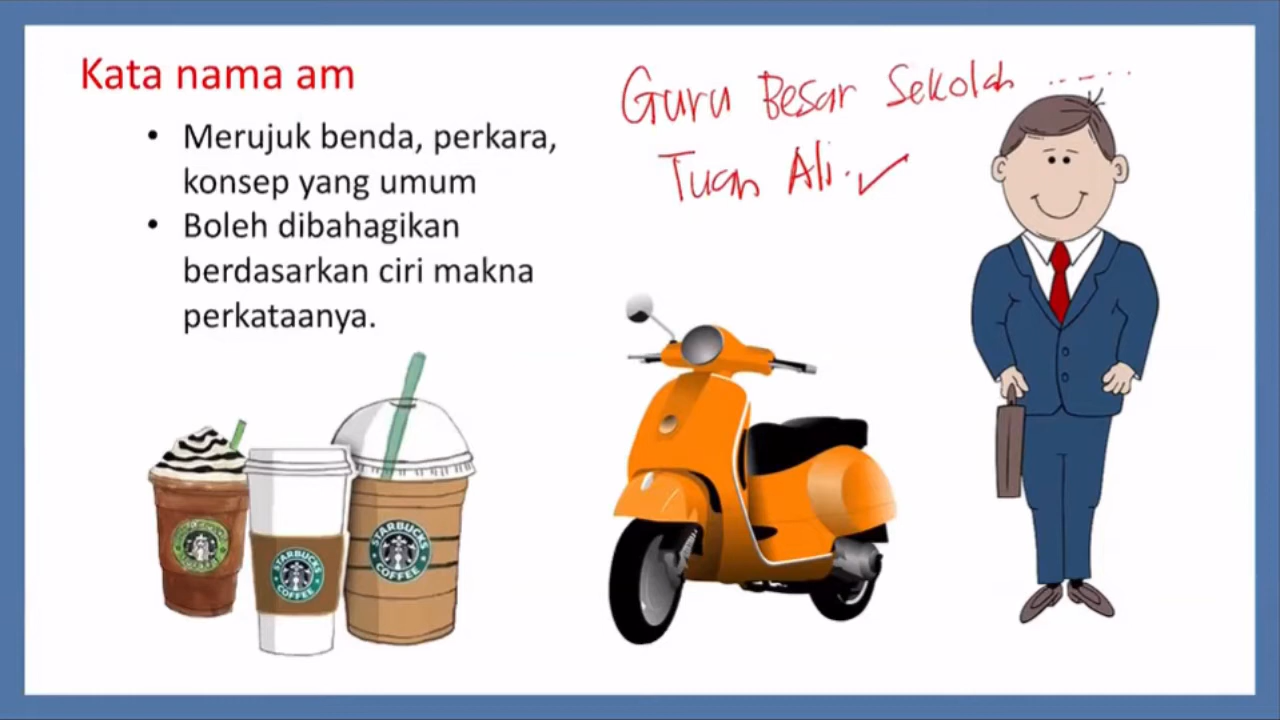 Kata nama am
• Merujuk benda, perkara,
konsep yang umum
• Boleh dibahagikan
berdasarkan ciri makna
perkataanya.
Guru Besar Sekolah ......
Tuan Ali. ✓
STARBUCKS
COFFEE
STARBUCKS
COFFEE